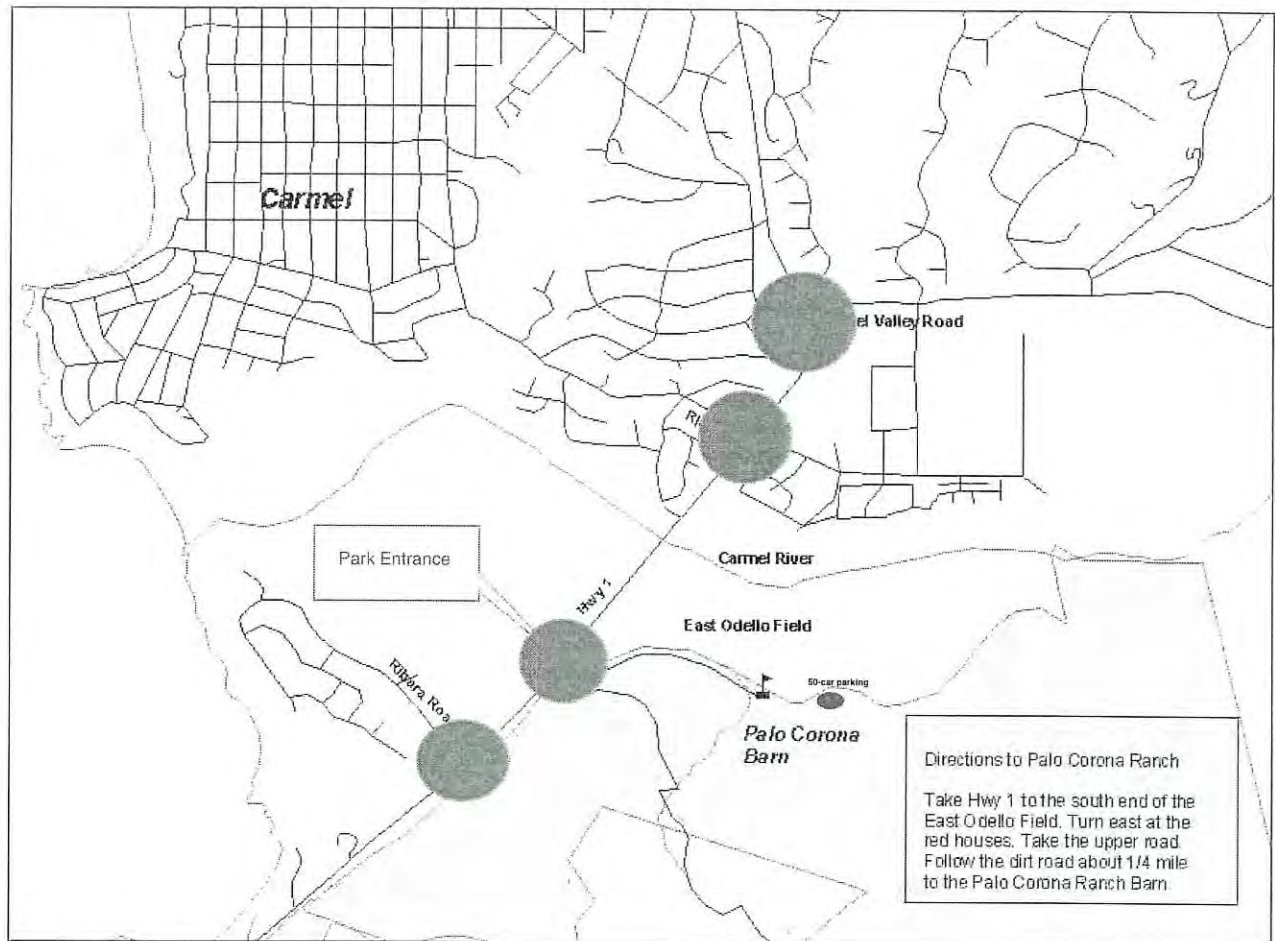 Carmel
el Valley Road
Carmel River
Park Entrance
Hwy 1
East Odello Field
50-car parking
Palo Corona
Barn
Directions to Palo Corona Ranch
Take Hwy 1 to the south end of the
East Odello Field. Turn east at the
red houses. Take the upper road.
Follow the dirt road about 1/4 mile
to the Palo Corona Ranch Barn